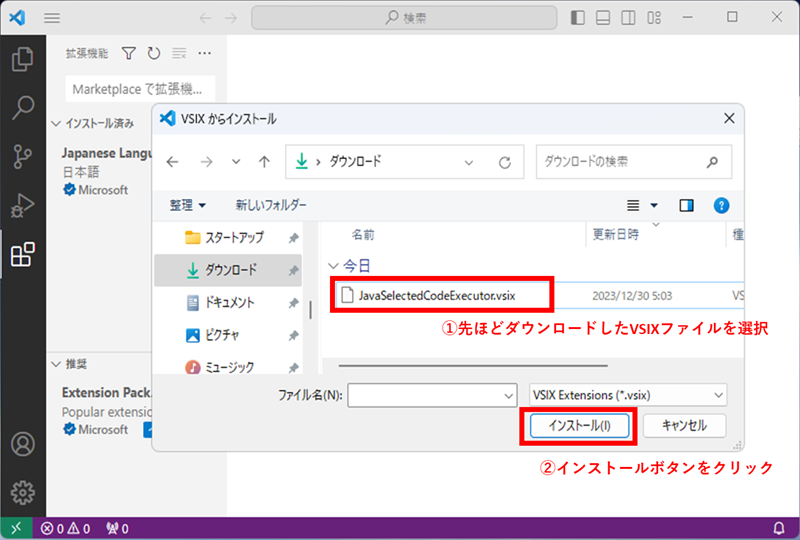 検索
拡張機能
Marketplace で拡張機...
インストール済み
Japanese Langu
日本語
Microsoft
推奨
Extension Pack
Popular extensio
Microsoft
VSIX からインストール
ダウンロード
ダウンロードの検索
整理
新しいフォルダー
スタートアップ
ダウンロード
ドキュメント
ピクチャ
ミュージック
名前
更新日時
種
今日
JavaSelectedCodeExecutor.vsix
2023/12/30 5:03
VS
①先ほどダウンロードしたVSIXファイルを選択
ファイル名(N):
VSIX Extensions (*.vsix)
インストール(I)
キャンセル
②インストールボタンをクリック
0
0
0